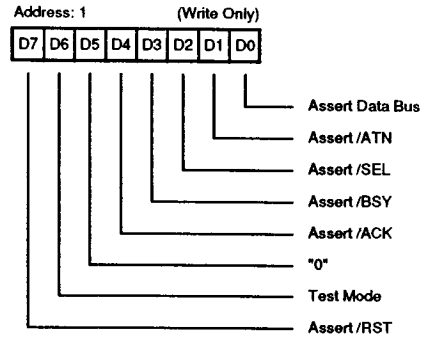 Address: 1 (Write Only)
D7 D6 D5 D4 D3 D2 D1 D0
Assert Data Bus
Assert /ATN
Assert /SEL
Assert /BSY
Assert /ACK
"0"
Test Mode
Assert /RST